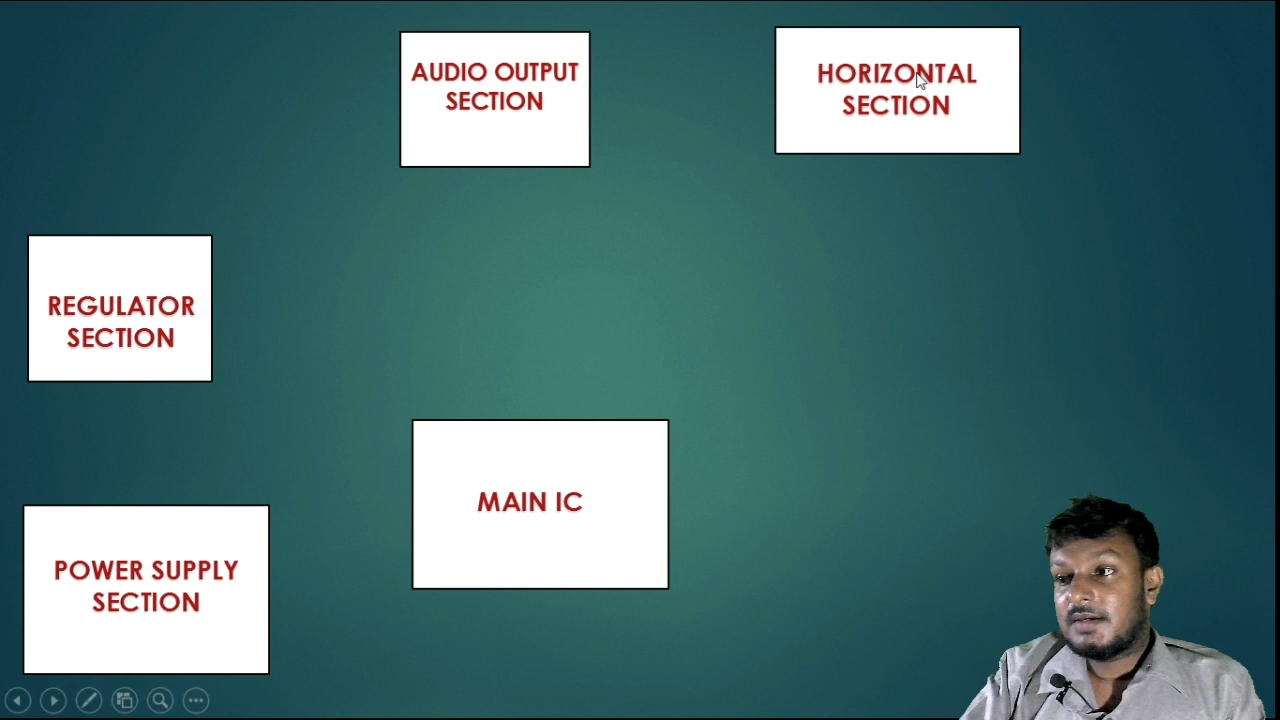 AUDIO OUTPUT
SECTION
HORIZONTAL
SECTION
REGULATOR
SECTION
MAIN IC
POWER SUPPLY
SECTION